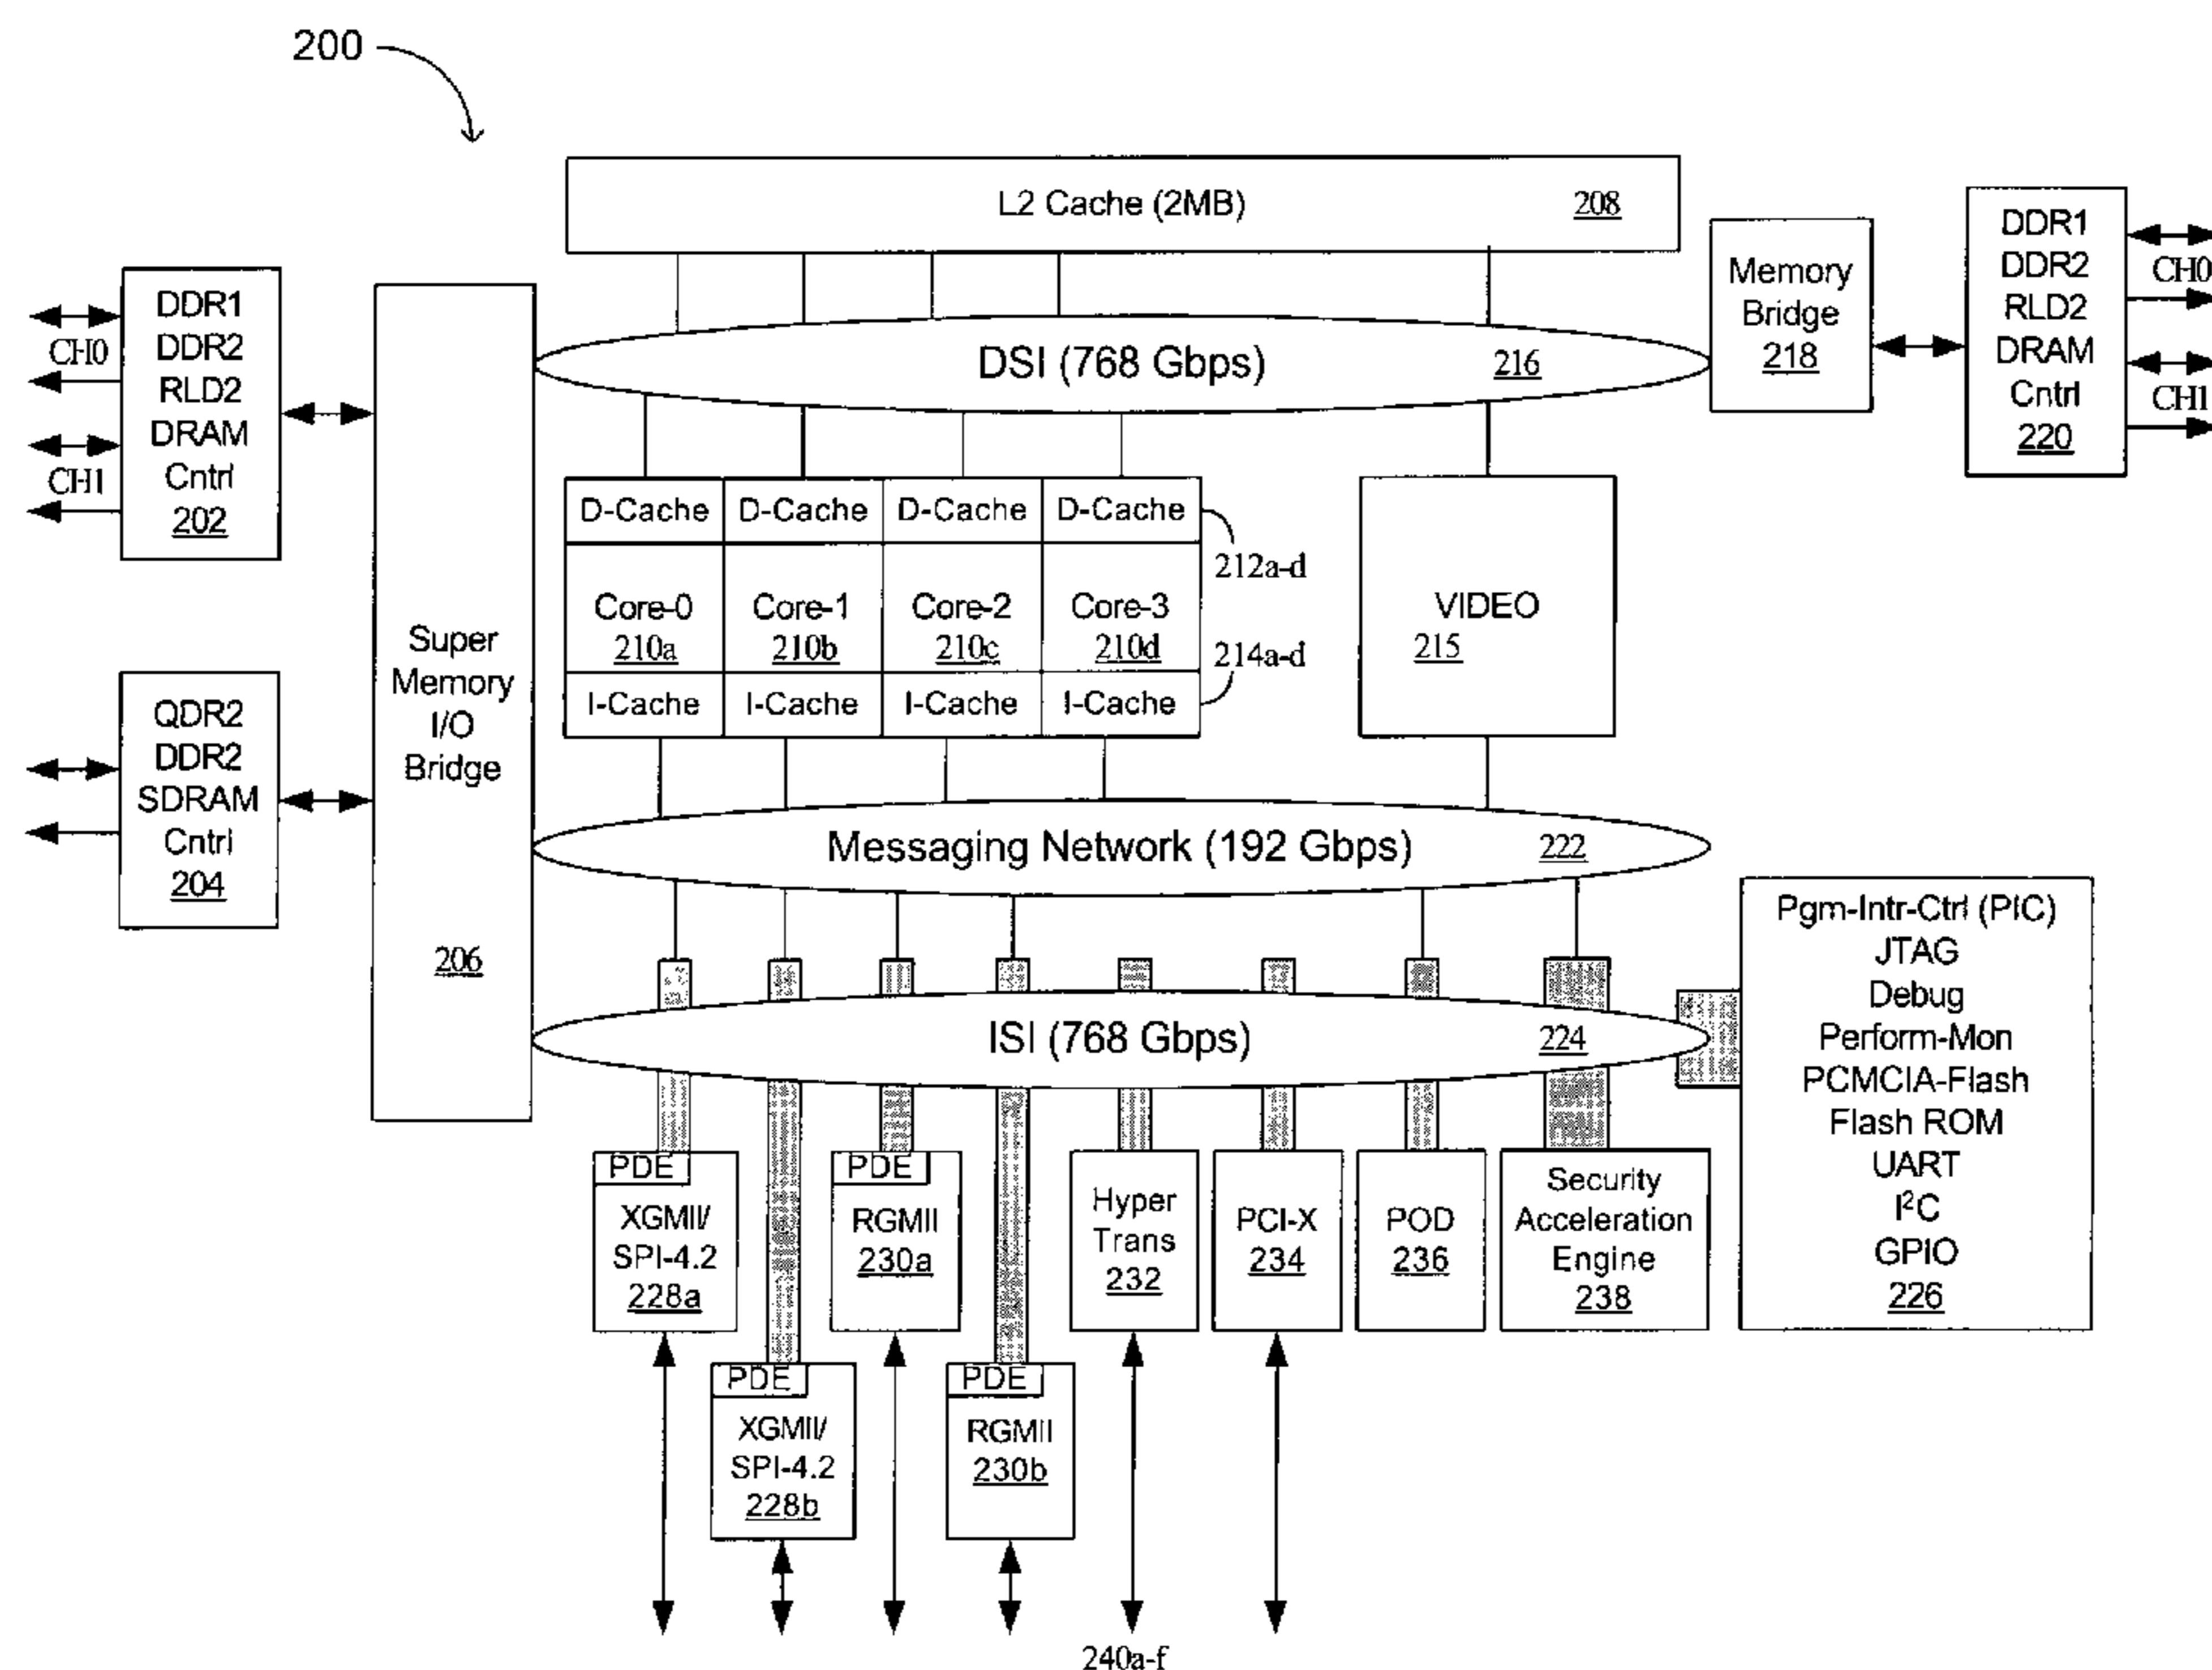 200
L2 Cache (2MB) 208
DDR1
DDR2
RLD2
DRAM
Cntrl
202
CH0
CH1
Super
Memory
I/O
Bridge
206
DSI (768 Gbps) 216
Memory
Bridge
218
DDR1
DDR2
RLD2
DRAM
Cntrl
220
CH0
CH1
D-Cache D-Cache D-Cache D-Cache
212a-d
Core-0 Core-1 Core-2 Core-3
210a 210b 210c 210d
214a-d
I-Cache I-Cache I-Cache I-Cache
VIDEO
215
QDR2
DDR2
SDRAM
Cntrl
204
Messaging Network (192 Gbps) 222
ISI (768 Gbps) 224
Pgm-Intr-Ctrl (PIC)
JTAG
Debug
Perform-Mon
PCMCIA-Flash
Flash ROM
UART
I²C
GPIO
226
PDE
XGMII/
SPI-4.2
228a
PDE
RGMII
230a
Hyper
Trans
232
PCI-X
234
POD
236
Security
Acceleration
Engine
238
PDE
XGMII/
SPI-4.2
228b
PDE
RGMII
230b
240a-f